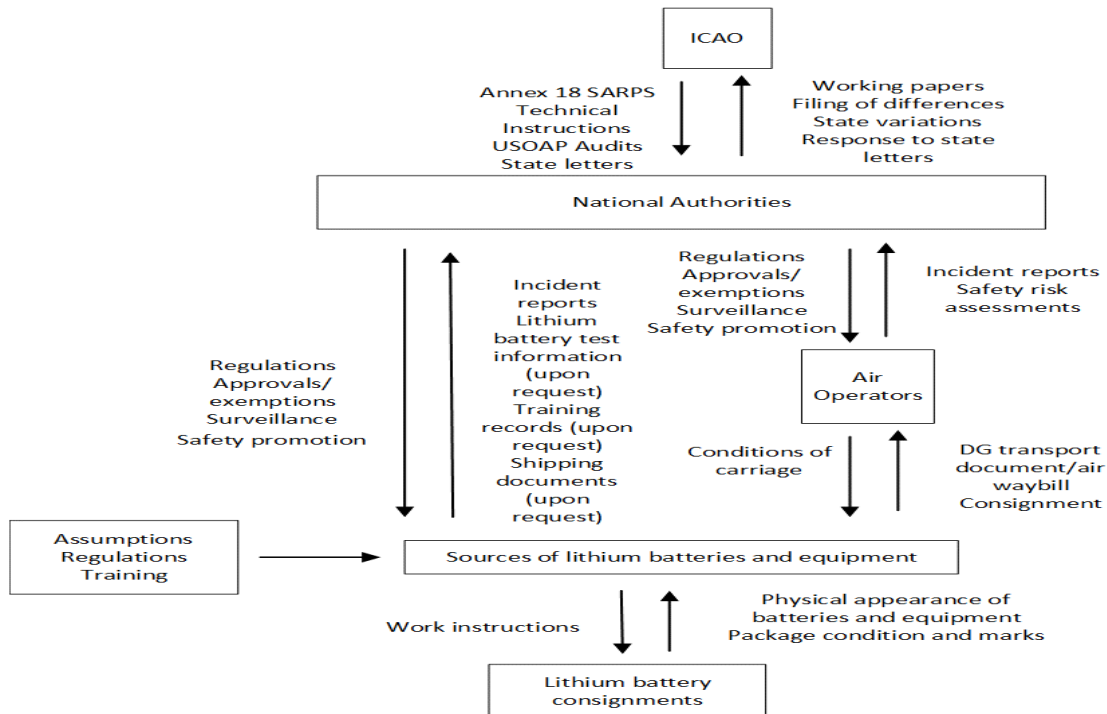 ICAO
Annex 18 SARPS
Technical
Instructions
USOAP Audits
State letters
Working papers
Filing of differences
State variations
Response to state
letters
National Authorities
Regulations
Approvals/
exemptions
Surveillance
Safety promotion
Incident
reports
Lithium
battery test
information
(upon
request)
Training
records (upon
request)
Shipping
documents
(upon
request)
Regulations
Approvals/
exemptions
Surveillance
Safety promotion
Incident reports
Safety risk
assessments
Air
Operators
Conditions of
carriage
DG transport
document/air
waybill
Consignment
Assumptions
Regulations
Training
Sources of lithium batteries and equipment
Work instructions
Physical appearance of
batteries and equipment
Package condition and marks
Lithium battery
consignments